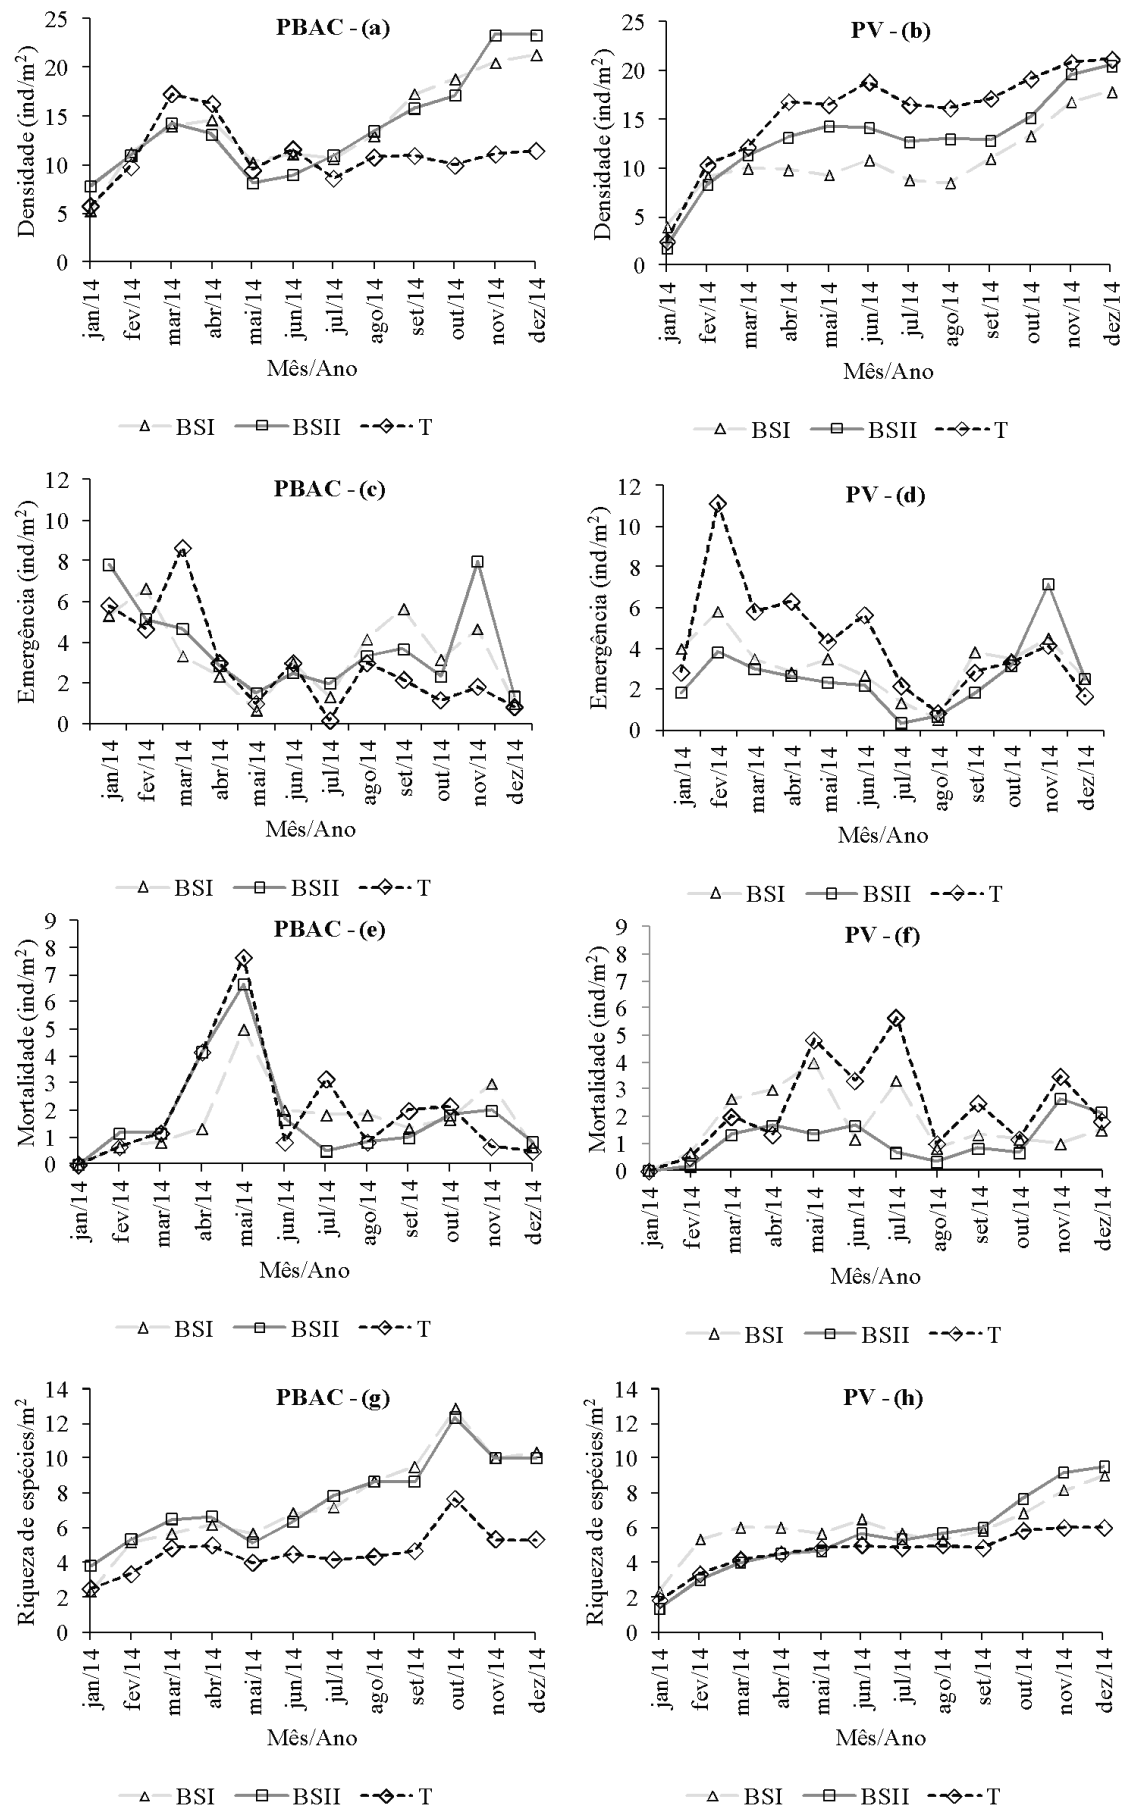 PBAC - (a)
Densidade (ind/m²)
25
20
15
10
5
0
jan/14
fev/14
mar/14
abr/14
mai/14
jun/14
jul/14
ago/14
set/14
out/14
nov/14
dez/14
Mês/Ano
BSI BSII T
PV - (b)
Densidade (ind/m²)
25
20
15
10
5
0
jan/14
fev/14
mar/14
abr/14
mai/14
jun/14
jul/14
ago/14
set/14
out/14
nov/14
dez/14
Mês/Ano
BSI BSII T
PBAC - (c)
Emergência (ind/m²)
12
10
8
6
4
2
0
jan/14
fev/14
mar/14
abr/14
mai/14
jun/14
jul/14
ago/14
set/14
out/14
nov/14
dez/14
Mês/Ano
BSI BSII T
PV - (d)
Emergência (ind/m²)
12
10
8
6
4
2
0
jan/14
fev/14
mar/14
abr/14
mai/14
jun/14
jul/14
ago/14
set/14
out/14
nov/14
dez/14
Mês/Ano
BSI BSII T
PBAC - (e)
Mortalidade (ind/m²)
9
8
7
6
5
4
3
2
1
0
jan/14
fev/14
mar/14
abr/14
mai/14
jun/14
jul/14
ago/14
set/14
out/14
nov/14
dez/14
Mês/Ano
BSI BSII T
PV - (f)
Mortalidade (ind/m²)
9
8
7
6
5
4
3
2
1
0
jan/14
fev/14
mar/14
abr/14
mei/14
jun/14
jul/14
ago/14
set/14
out/14
nov/14
dez/14
Mês/Ano
BSI BSII T
PBAC - (g)
Riqueza de espécies/m²
14
12
10
8
6
4
2
0
jan/14
fev/14
mar/14
abr/14
mai/14
jun/14
jul/14
ago/14
set/14
out/14
nov/14
dez/14
Mês/Ano
BSI BSII T
PV - (h)
Riqueza de espécies/m²
14
12
10
8
6
4
2
0
jan/14
fev/14
mar/14
abr/14
mai/14
jun/14
jul/14
ago/14
set/14
out/14
nov/14
dez/14
Mês/Ano
BSI BSII T